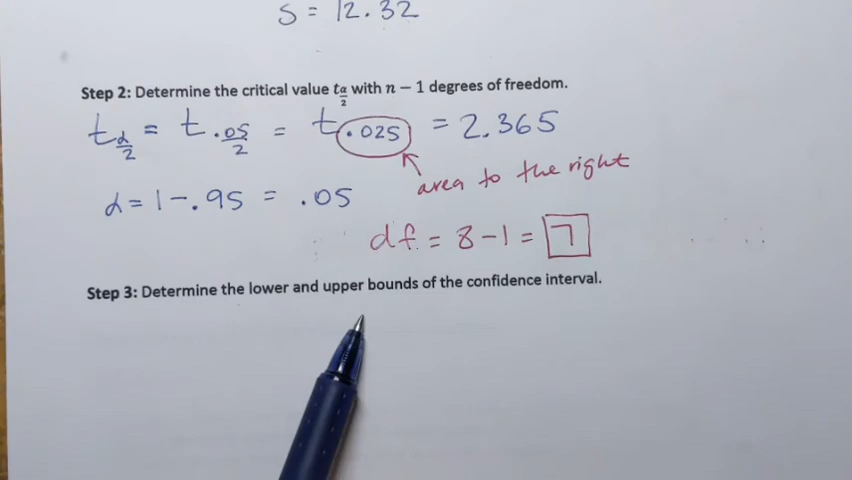 S = 12.32
Step 2: Determine the critical value t α/2 with n − 1 degrees of freedom.
t α/2 = t .05/2 = t .025 = 2.365
area to the right
α = 1 - .95 = .05
df = 8 - 1 = 7
Step 3: Determine the lower and upper bounds of the confidence interval.